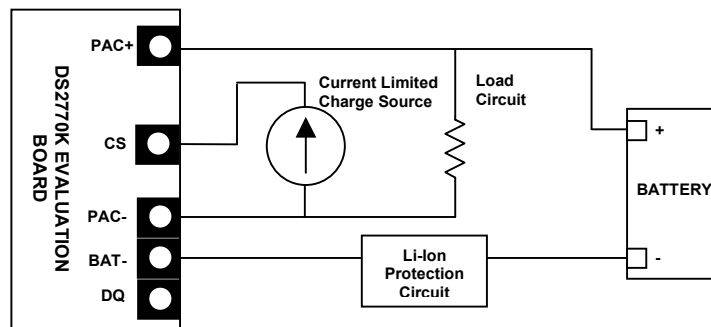 DS2770K EVALUATION
BOARD
PAC+
CS
PAC-
BAT-
DQ
Current Limited
Charge Source
Load
Circuit
Li-Ion
Protection
Circuit
+
BATTERY
-